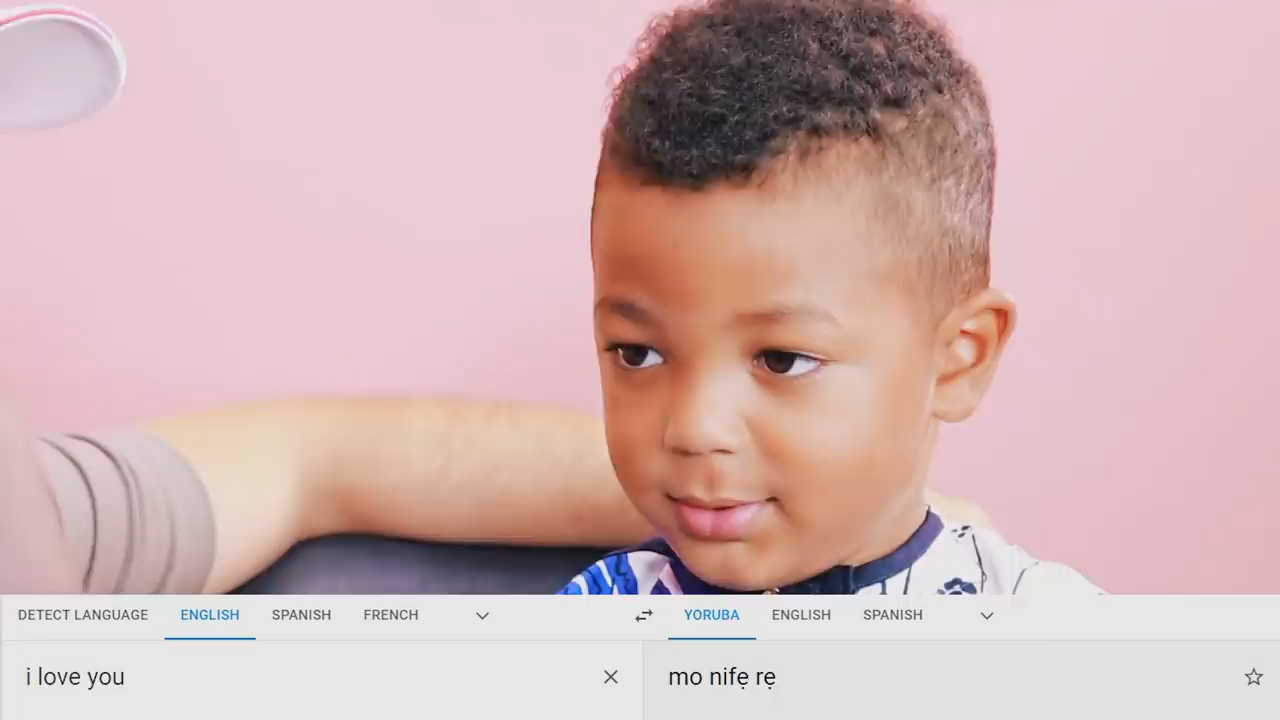 DETECT LANGUAGE ENGLISH SPANISH FRENCH YORUBA ENGLISH SPANISH
i love you
mo nifẹ rẹ